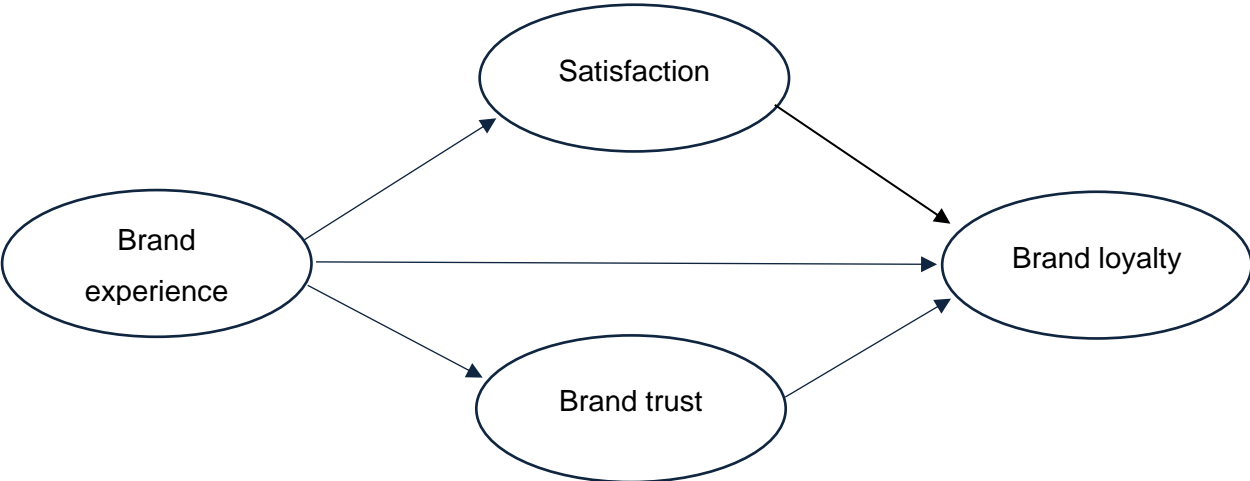 Satisfaction
Brand
experience
Brand loyalty
Brand trust